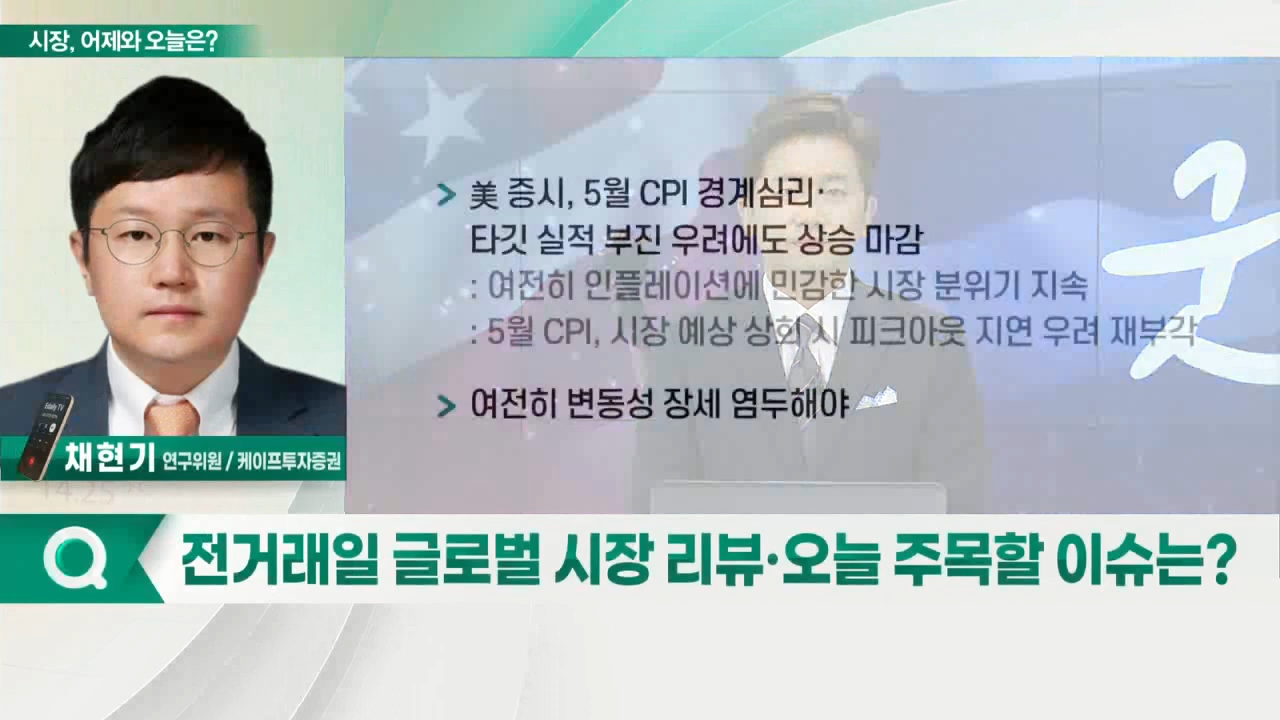 시장, 어제와 오늘은?
> 美 증시, 5월 CPI 경계심리·
타깃 실적 부진 우려에도 상승 마감
: 여전히 인플레이션에 민감한 시장 분위기 지속
: 5월 CPI, 시장 예상 상회 시 피크아웃 지연 우려 재부각
> 여전히 변동성 장세 염두해야
Edaily TV
채현기 연구위원 / 케이프투자증권
14.25%
Q 전거래일 글로벌 시장 리뷰·오늘 주목할 이슈는?